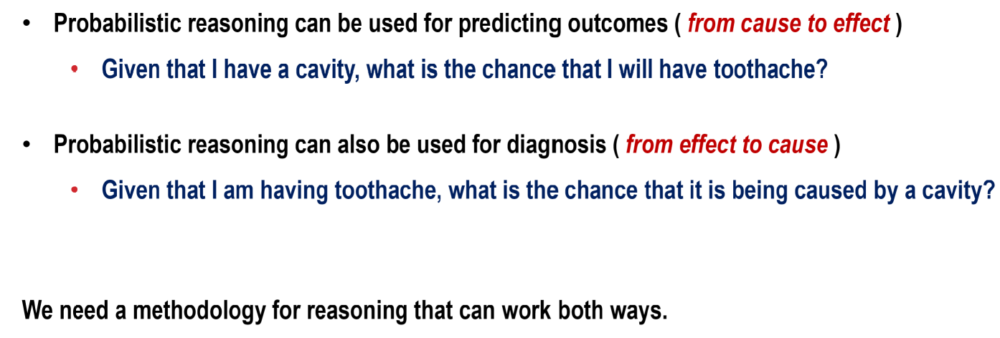 • Probabilistic reasoning can be used for predicting outcomes ( from cause to effect )
• Given that I have a cavity, what is the chance that I will have toothache?
• Probabilistic reasoning can also be used for diagnosis ( from effect to cause )
• Given that I am having toothache, what is the chance that it is being caused by a cavity?
We need a methodology for reasoning that can work both ways.